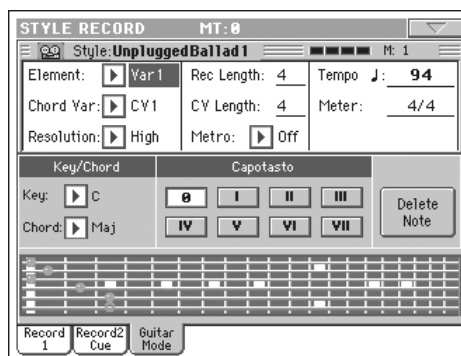 STYLE RECORD MT:0
Style:UnpluggedBallad1 M: 1
Element: Var1 Rec Length: 4 Tempo ♩: 94
Chord Var: CV1 CV Length: 4 Meter: 4/4
Resolution: High Metro: Off
Key/Chord Capotasto
Key: C 0 I II III
Delete Note
Chord: Maj IV V VI VII
Record 1 Record2 Cue Guitar Mode